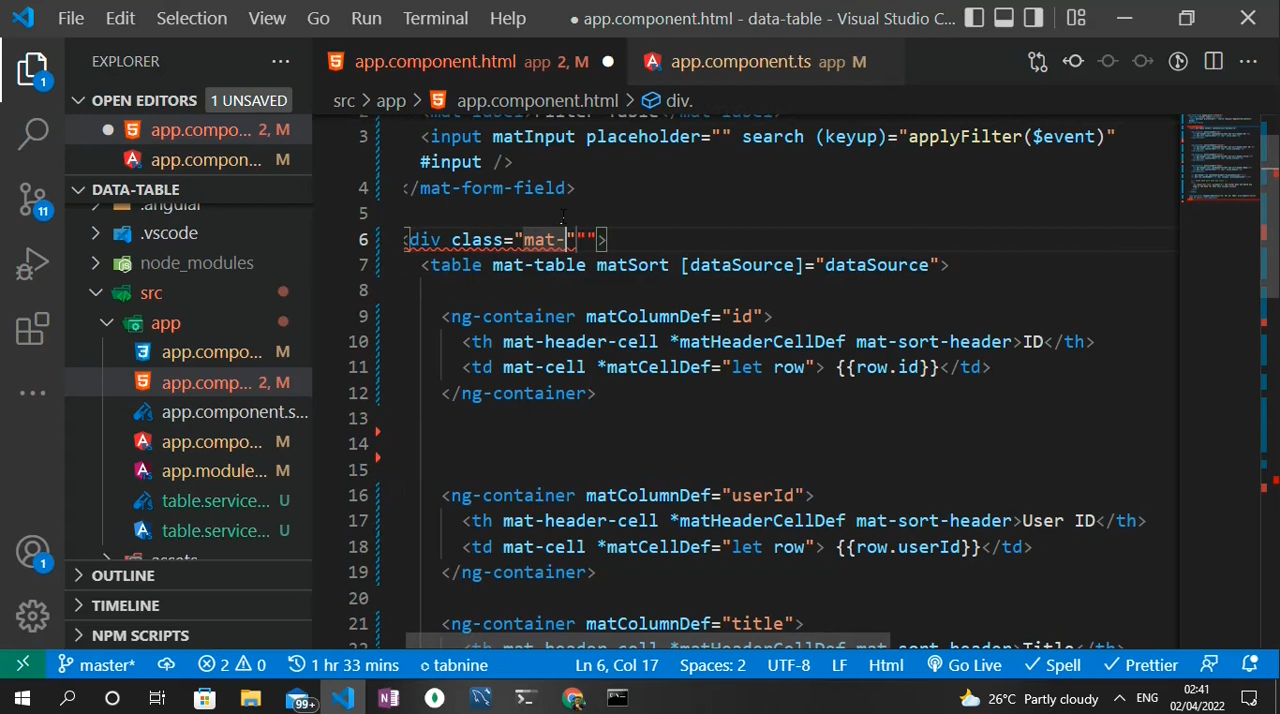 File Edit Selection View Go Run Terminal Help
● app.component.html - data-table - Visual Studio C...
EXPLORER
OPEN EDITORS 1 UNSAVED
app.compo... 2, M
app.compon... M
DATA-TABLE
.angular
.vscode
node_modules
src
app
app.compo... M
app.comp... 2, M
app.component.s...
app.compo... M
app.module... M
table.service... U
table.service... U
assets
OUTLINE
TIMELINE
NPM SCRIPTS
1
11
1
app.component.html app 2, M ●
app.component.ts app M
src > app > app.component.html > div.
3 <input matInput placeholder="" search (keyup)="applyFilter($event)"
#input />
4 </mat-form-field>
5
6 <div class="mat-""">
7 <table mat-table matSort [dataSource]="dataSource">
8
9 <ng-container matColumnDef="id">
10 <th mat-header-cell *matHeaderCellDef mat-sort-header>ID</th>
11 <td mat-cell *matCellDef="let row"> {{row.id}}</td>
12 </ng-container>
13
14
15
16 <ng-container matColumnDef="userId">
17 <th mat-header-cell *matHeaderCellDef mat-sort-header>User ID</th>
18 <td mat-cell *matCellDef="let row"> {{row.userId}}</td>
19 </ng-container>
20
21 <ng-container matColumnDef="title">
master* 2 0 1 hr 33 mins tabnine Ln 6, Col 17 Spaces: 2 UTF-8 LF Html Go Live Spell Prettier
99+ 26°C Partly cloudy ENG 02:41
02/04/2022